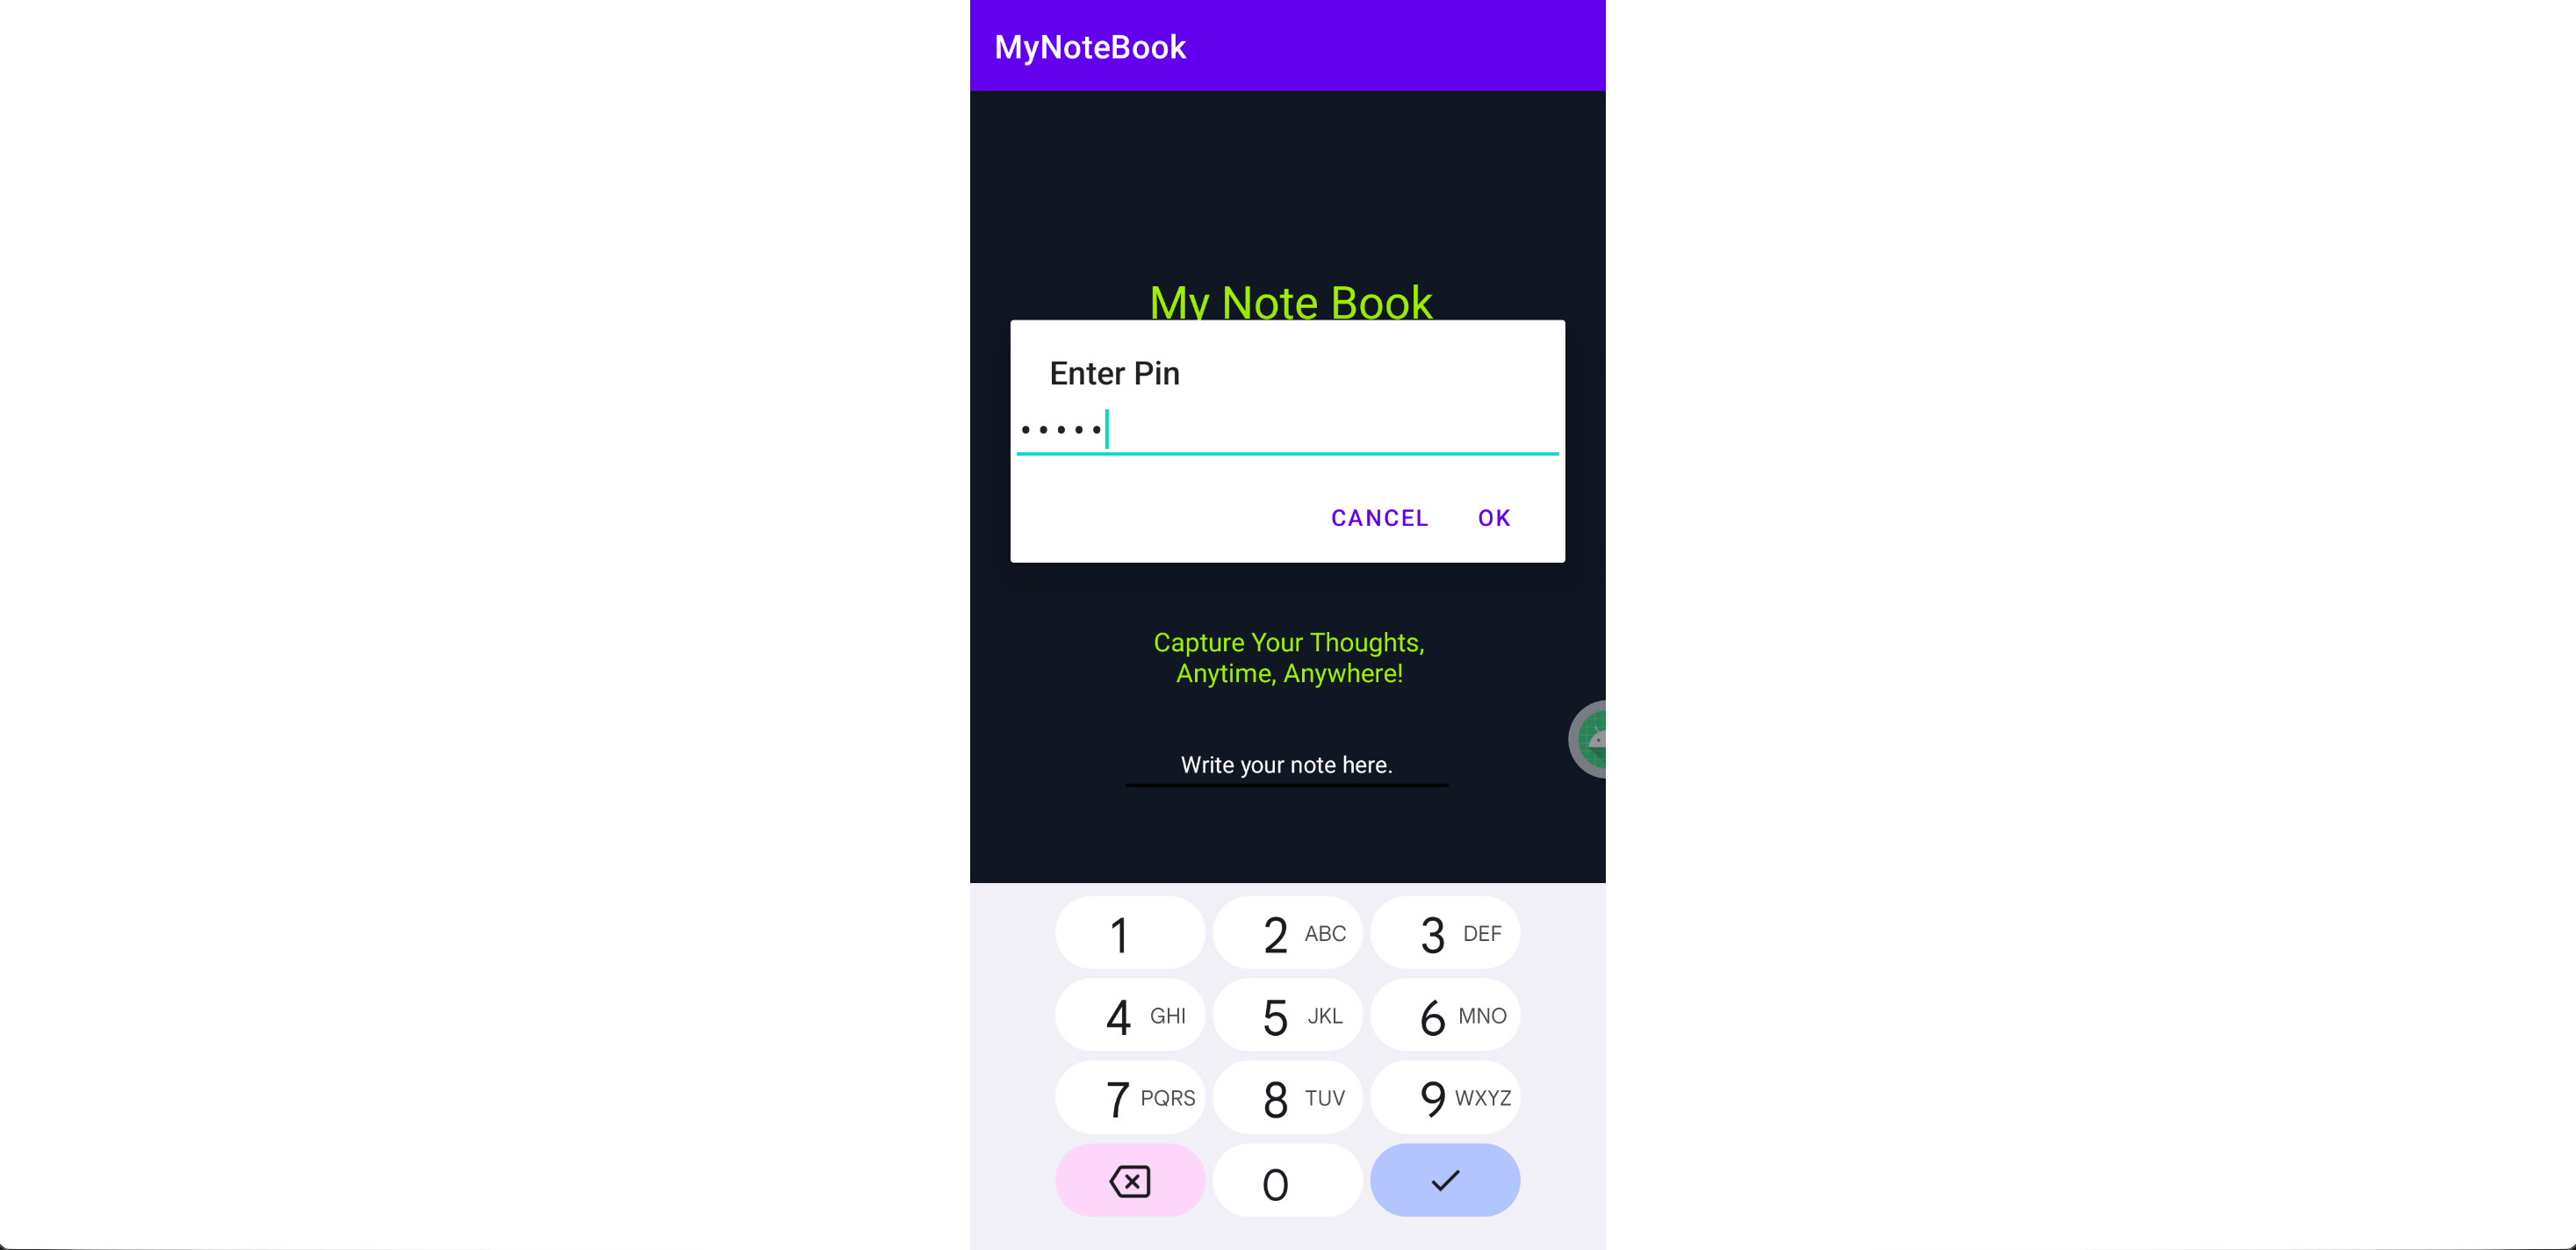 MyNoteBook
My Note Book
Enter Pin
•••••
CANCEL OK
Capture Your Thoughts,
Anytime, Anywhere!
Write your note here.
1 2 ABC 3 DEF
4 GHI 5 JKL 6 MNO
7 PQRS 8 TUV 9 WXYZ
0